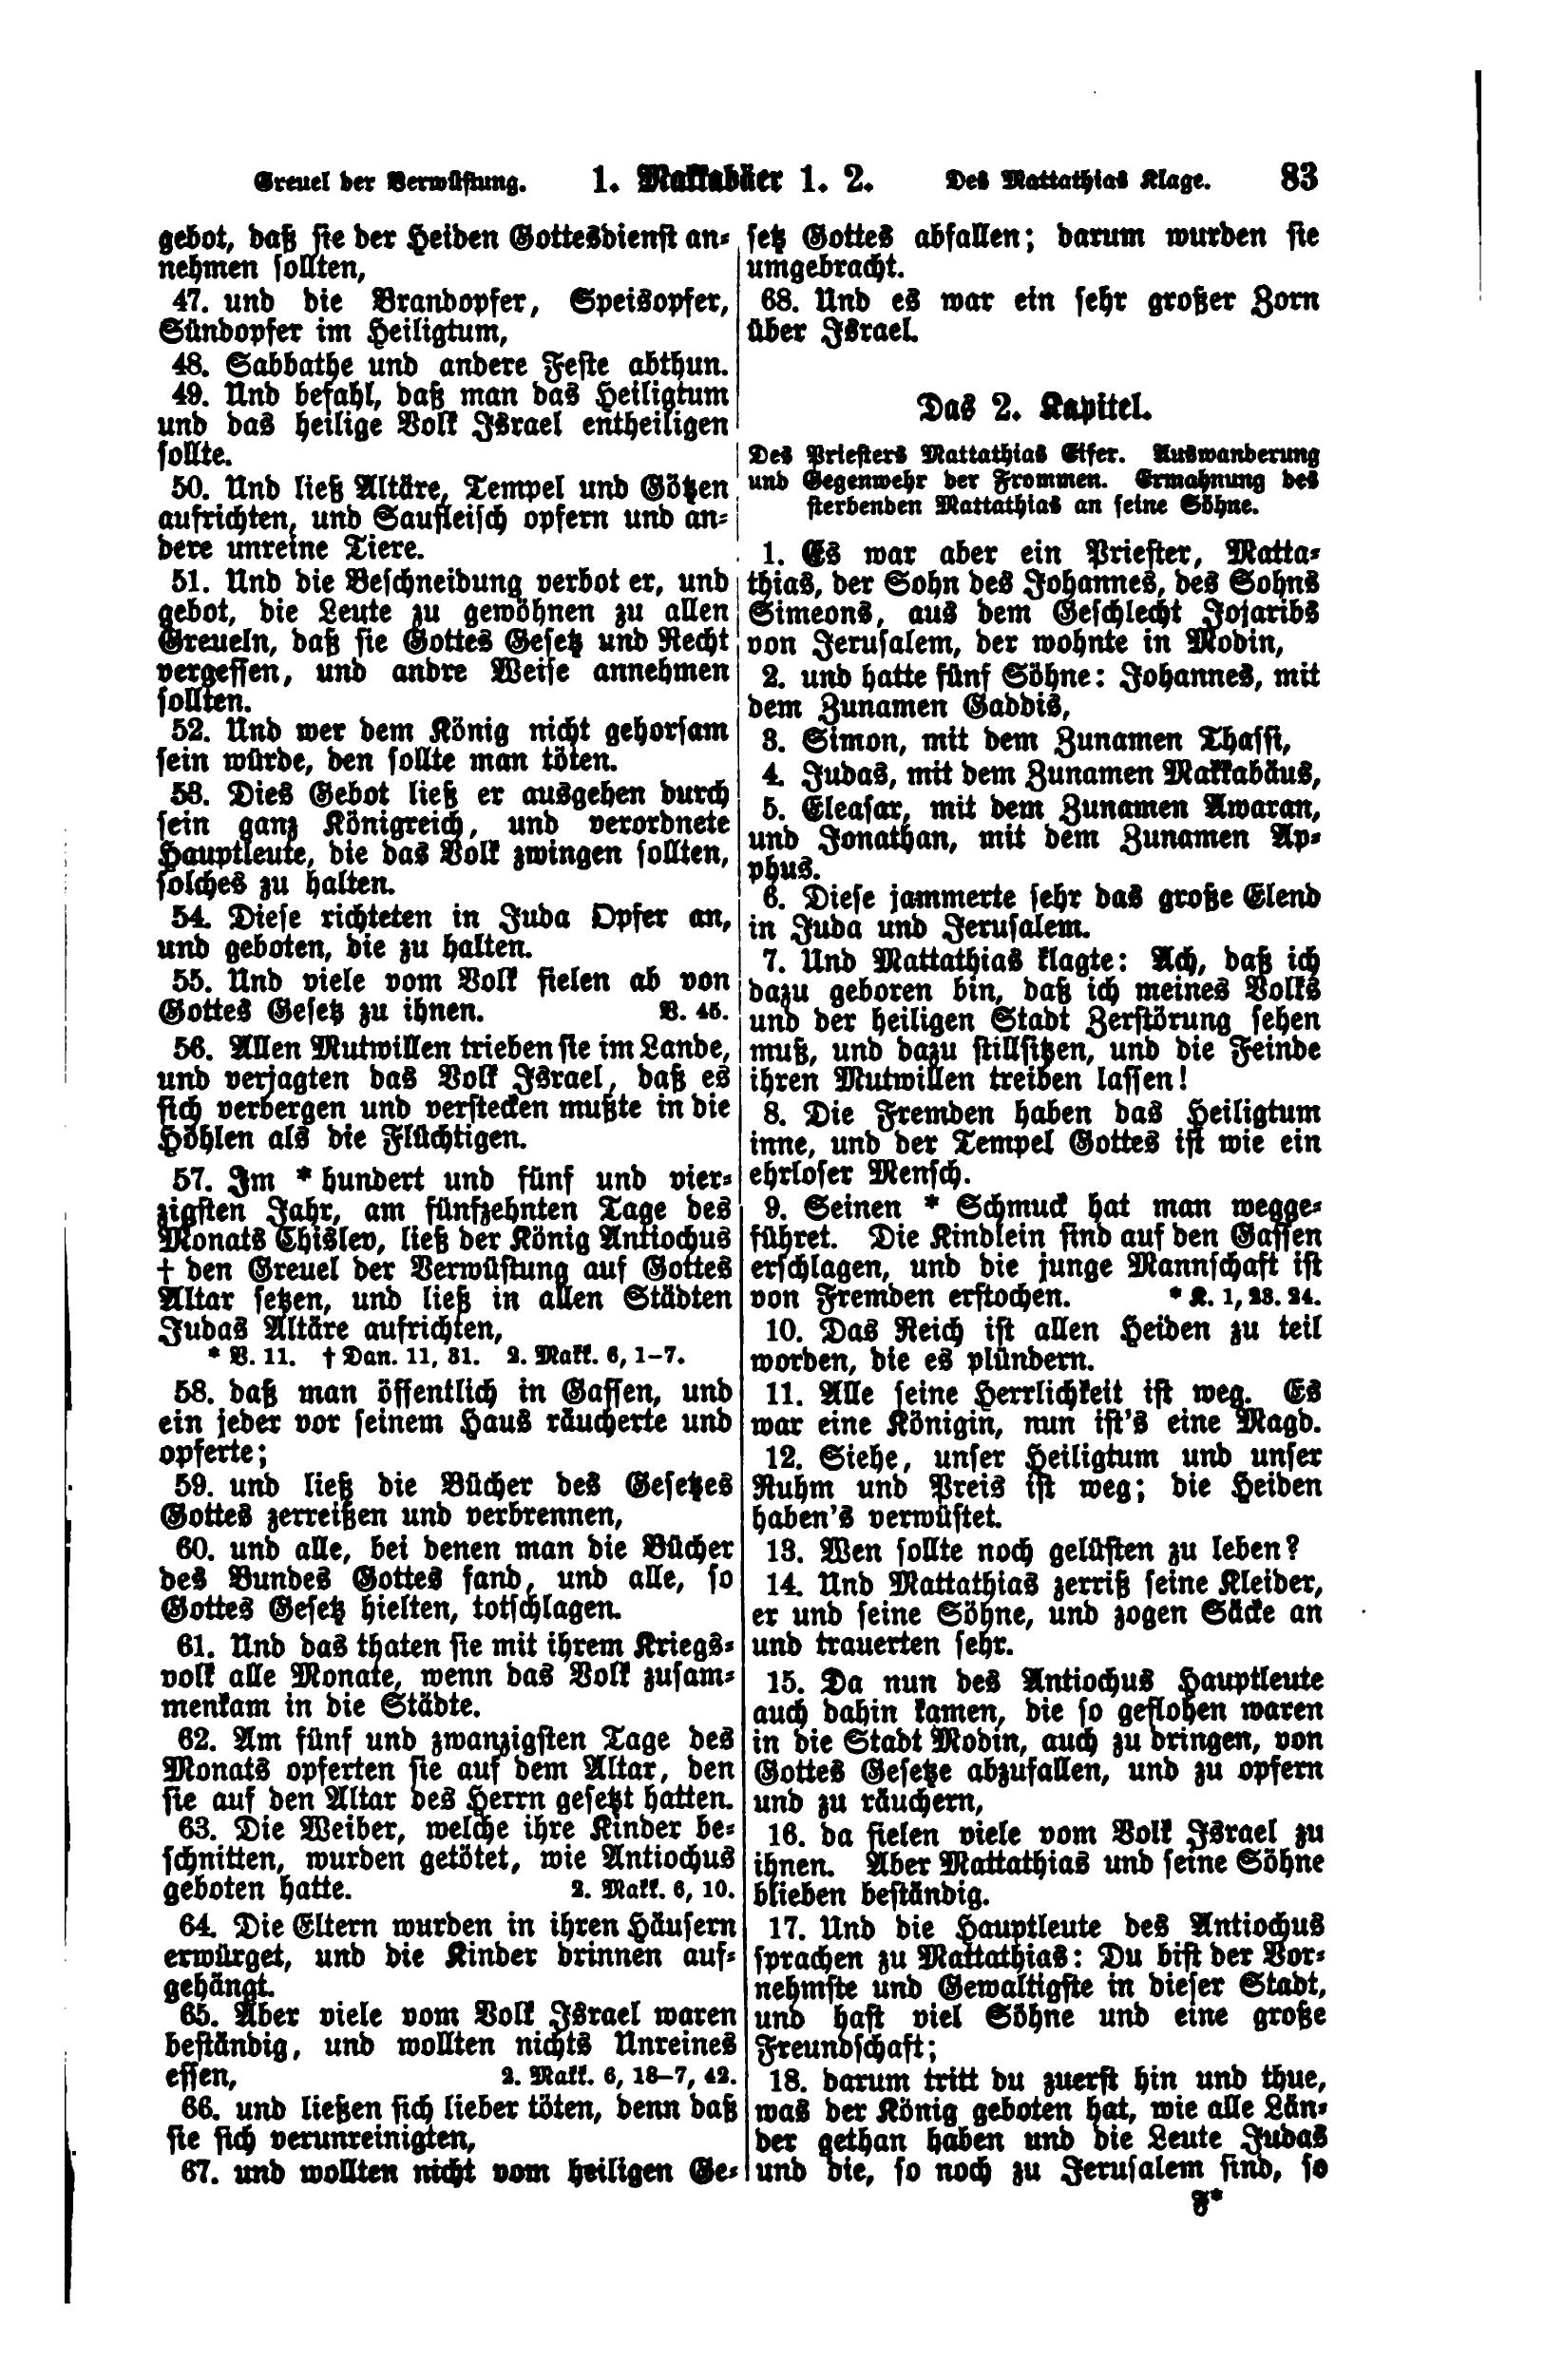 Greuel der Verwüstung. 1. Makkabäer 1. 2. Des Mattathias Klage. 83
gebot, daß sie der Heiden Gottesdienst an-
nehmen sollten,
47. und die Brandopfer, Speisopfer,
Sündopfer im Heiligtum,
48. Sabbathe und andere Feste abthun.
49. Und befahl, daß man das Heiligtum
und das heilige Volk Israel entheiligen
sollte.
50. Und ließ Altäre, Tempel und Götzen
aufrichten, und Saufleisch opfern und an-
dere unreine Tiere.
51. Und die Beschneidung verbot er, und
gebot, die Leute zu gewöhnen zu allen
Greueln, daß sie Gottes Gesetz und Recht
vergessen, und andre Weise annehmen
sollten.
52. Und wer dem König nicht gehorsam
sein würde, den sollte man töten.
53. Dies Gebot ließ er ausgehen durch
sein ganz Königreich, und verordnete
Hauptleute, die das Volk zwingen sollten,
solches zu halten.
54. Diese richteten in Juda Opfer an,
und geboten, die zu halten.
55. Und viele vom Volk fielen ab von
Gottes Gesetz zu ihnen. V. 45.
56. Allen Mutwillen trieben sie im Lande,
und verjagten das Volk Israel, daß es
sich verbergen und verstecken mußte in die
Höhlen als die Flüchtigen.
57. Im * hundert und fünf und vier-
zigsten Jahr, am fünfzehnten Tage des
Monats Chislev, ließ der König Antiochus
† den Greuel der Verwüstung auf Gottes
Altar setzen, und ließ in allen Städten
Judas Altäre aufrichten,
* V. 11. † Dan. 11, 31. 2. Makk. 6, 1–7.
58. daß man öffentlich in Gassen, und
ein jeder vor seinem Haus räucherte und
opferte;
59. und ließ die Bücher des Gesetzes
Gottes zerreißen und verbrennen,
60. und alle, bei denen man die Bücher
des Bundes Gottes fand, und alle, so
Gottes Gesetz hielten, totschlagen.
61. Und das thaten sie mit ihrem Kriegs-
volk alle Monate, wenn das Volk zusam-
menkam in die Städte.
62. Am fünf und zwanzigsten Tage des
Monats opferten sie auf dem Altar, den
sie auf den Altar des Herrn gesetzt hatten.
63. Die Weiber, welche ihre Kinder be-
schnitten, wurden getötet, wie Antiochus
geboten hatte. 2. Makk. 6, 10.
64. Die Eltern wurden in ihren Häusern
erwürget, und die Kinder drinnen auf-
gehängt.
65. Aber viele vom Volk Israel waren
beständig, und wollten nichts Unreines
essen, 2. Makk. 6, 18–7, 42.
66. und ließen sich lieber töten, denn daß
sie sich verunreinigten,
67. und wollten nicht vom heiligen Ge-
setz Gottes abfallen; darum wurden sie
umgebracht.
68. Und es war ein sehr großer Zorn
über Israel.
Das 2. Kapitel.
Des Priesters Mattathias Eifer. Auswanderung
und Gegenwehr der Frommen. Ermahnung des
sterbenden Mattathias an seine Söhne.
1. Es war aber ein Priester, Matta-
thias, der Sohn des Johannes, des Sohns
Simeons, aus dem Geschlecht Jojaribs
von Jerusalem, der wohnte in Modin,
2. und hatte fünf Söhne: Johannes, mit
dem Zunamen Gaddis,
3. Simon, mit dem Zunamen Thassi,
4. Judas, mit dem Zunamen Makkabäus,
5. Eleasar, mit dem Zunamen Awaran,
und Jonathan, mit dem Zunamen Ap-
phus.
6. Diese jammerte sehr das große Elend
in Juda und Jerusalem.
7. Und Mattathias klagte: Ach, daß ich
dazu geboren bin, daß ich meines Volks
und der heiligen Stadt Zerstörung sehen
muß, und dazu stillsitzen, und die Feinde
ihren Mutwillen treiben lassen!
8. Die Fremden haben das Heiligtum
inne, und der Tempel Gottes ist wie ein
ehrloser Mensch.
9. Seinen * Schmuck hat man wegge-
führet. Die Kindlein sind auf den Gassen
erschlagen, und die junge Mannschaft ist
von Fremden erstochen. * K. 1, 23. 24.
10. Das Reich ist allen Heiden zu teil
worden, die es plündern.
11. Alle seine Herrlichkeit ist weg. Es
war eine Königin, nun ist's eine Magd.
12. Siehe, unser Heiligtum und unser
Ruhm und Preis ist weg; die Heiden
haben's verwüstet.
13. Wen sollte noch gelüsten zu leben?
14. Und Mattathias zerriß seine Kleider,
er und seine Söhne, und zogen Säcke an
und trauerten sehr.
15. Da nun des Antiochus Hauptleute
auch dahin kamen, die so geflohen waren
in die Stadt Modin, auch zu dringen, von
Gottes Gesetze abzufallen, und zu opfern
und zu räuchern,
16. da fielen viele vom Volk Israel zu
ihnen. Aber Mattathias und seine Söhne
blieben beständig.
17. Und die Hauptleute des Antiochus
sprachen zu Mattathias: Du bist der Vor-
nehmste und Gewaltigste in dieser Stadt,
und hast viel Söhne und eine große
Freundschaft;
18. darum tritt du zuerst hin und thue,
was der König geboten hat, wie alle Län-
der gethan haben und die Leute Judas
und die, so noch zu Jerusalem sind, so
F*